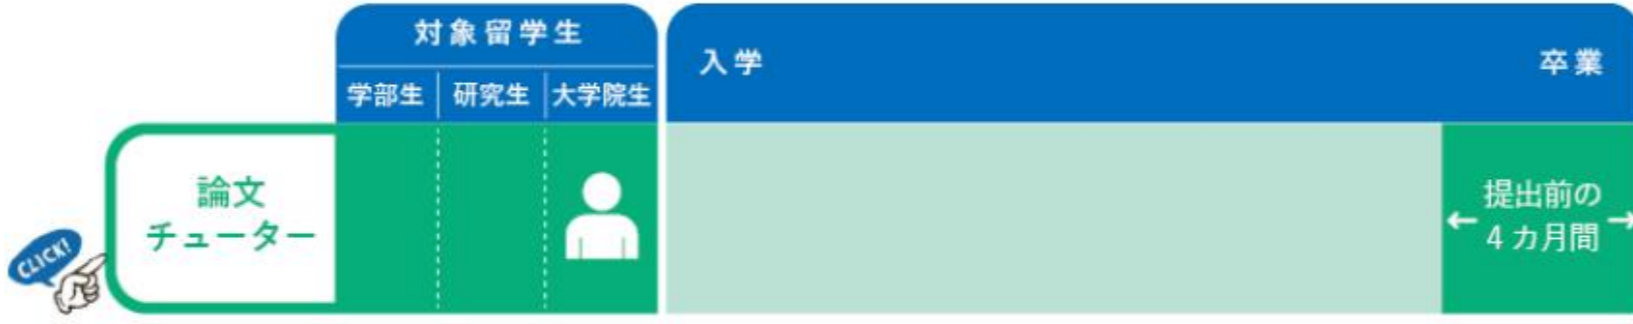 対象留学生
学部生
研究生
大学院生
入学
卒業
論文
チューター
CLICK!
提出前の
←4カ月間→